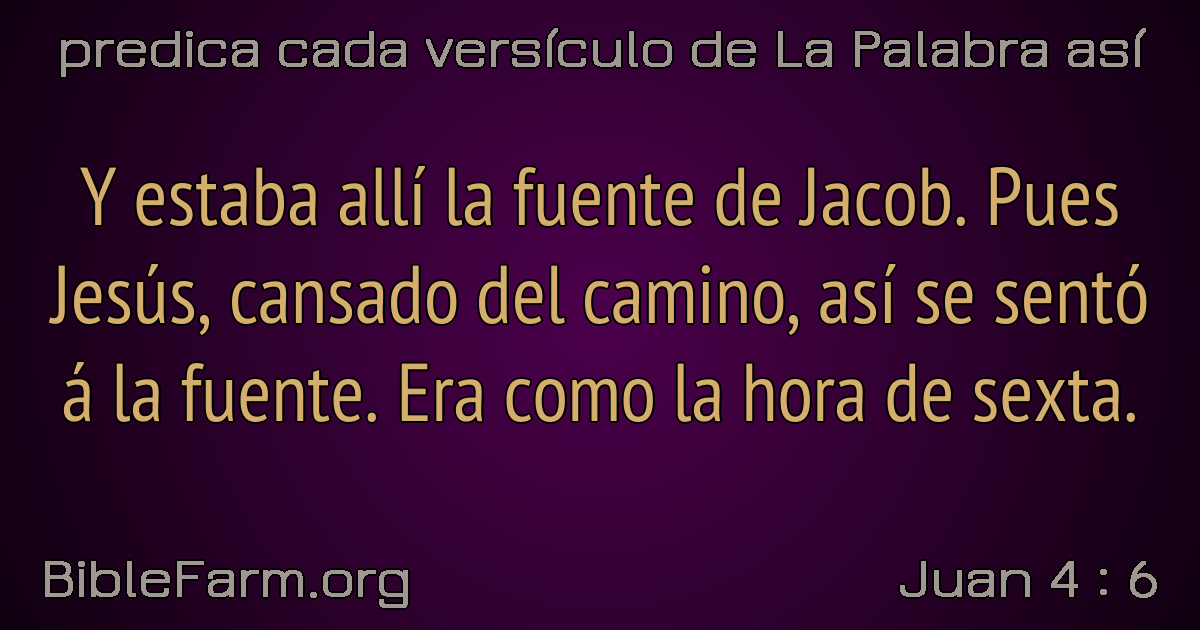 predica cada versículo de La Palabra así
Y estaba allí la fuente de Jacob. Pues
Jesús, cansado del camino, así se sentó
á la fuente. Era como la hora de sexta.
BibleFarm.org
Juan 4 : 6